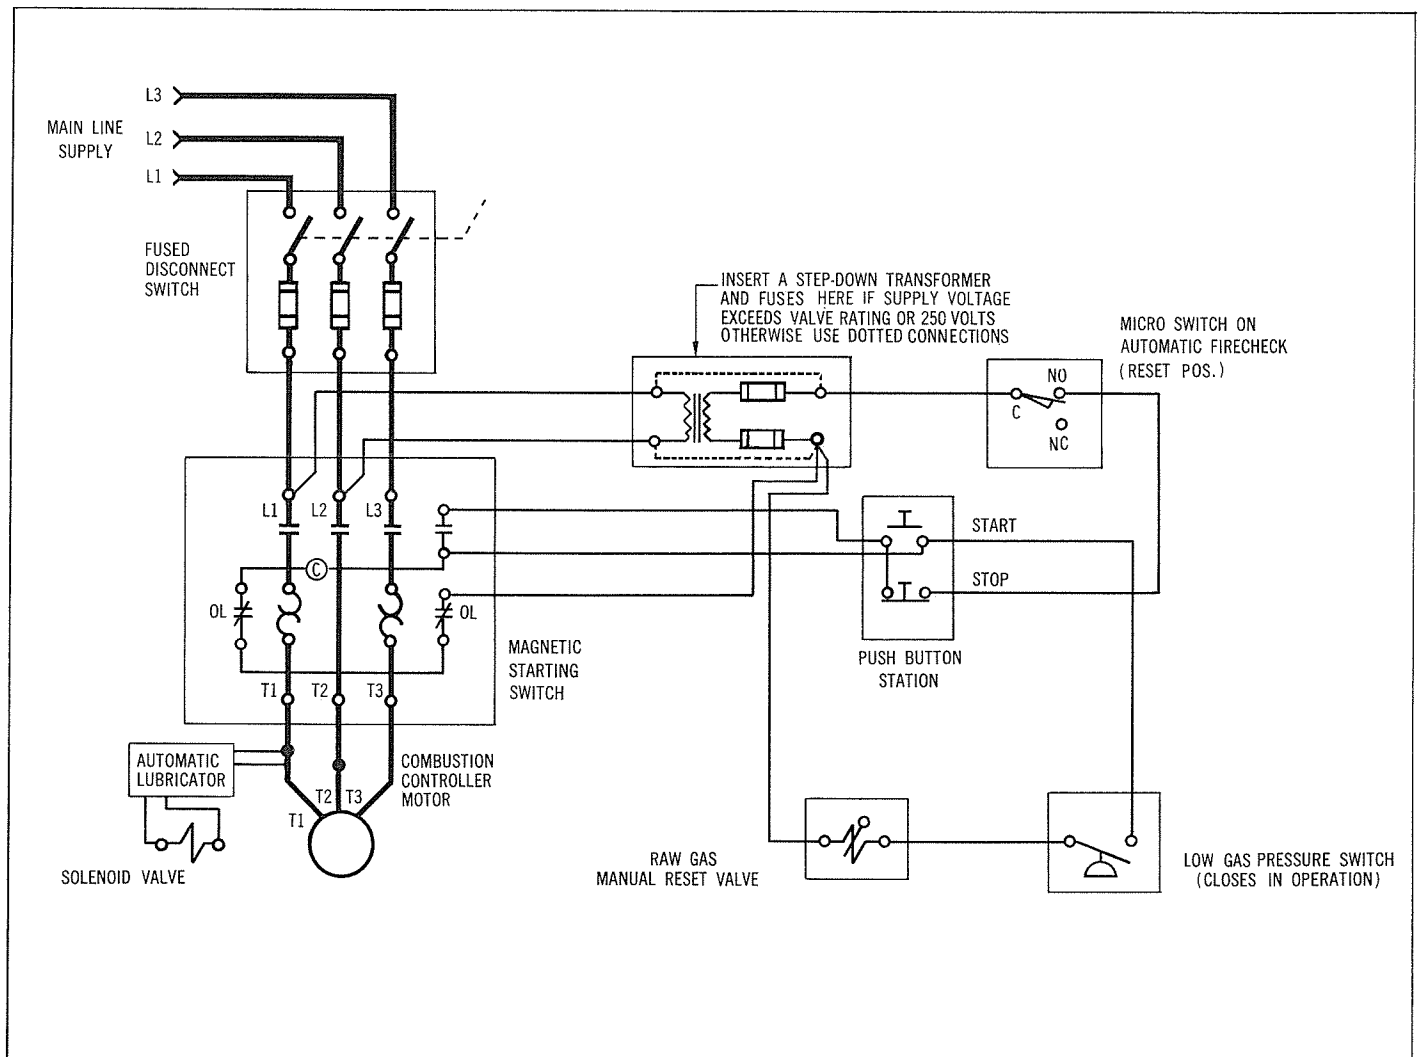 L3
MAIN LINE
SUPPLY
L2
L1
FUSED
DISCONNECT
SWITCH
INSERT A STEP-DOWN TRANSFORMER
AND FUSES HERE IF SUPPLY VOLTAGE
EXCEEDS VALVE RATING OR 250 VOLTS
OTHERWISE USE DOTTED CONNECTIONS
MICRO SWITCH ON
AUTOMATIC FIRECHECK
(RESET POS.)
NO
C
NC
L1 L2 L3
START
C
STOP
OL
OL
MAGNETIC
STARTING
SWITCH
PUSH BUTTON
STATION
T1 T2 T3
AUTOMATIC
LUBRICATOR
COMBUSTION
CONTROLLER
MOTOR
T2 T3
T1
SOLENOID VALVE
RAW GAS
MANUAL RESET VALVE
LOW GAS PRESSURE SWITCH
(CLOSES IN OPERATION)